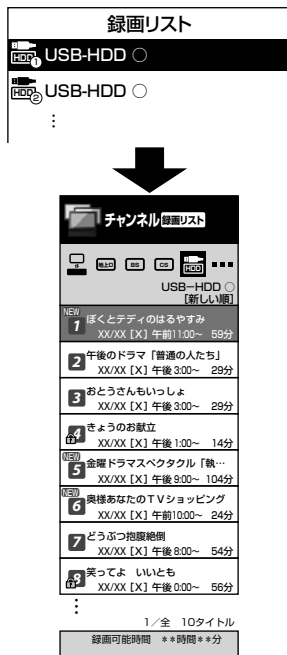 録画リスト
HDD 1 USB-HDD ○
HDD 2 USB-HDD ○
⋮
チャンネル 録画リスト
地上D BS CS HDD ▪▪▪
USB-HDD ○
[新しい順]
NEW
1 ぼくとテディのはるやすみ
XX/XX [X] 午前11:00～ 59分
2 午後のドラマ「普通の人たち」
XX/XX [X] 午後 3:00～ 29分
3 おとうさんもいっしょ
XX/XX [X] 午後 3:00～ 29分
4 きょうのお献立
XX/XX [X] 午後 1:00～ 14分
NEW
5 金曜ドラマスペクタクル「執…
XX/XX [X] 午後 9:00～ 104分
NEW
6 奥様あなたのTVショッピング
XX/XX [X] 午前10:00～ 24分
7 どうぶつ抱腹絶倒
XX/XX [X] 午後 8:00～ 54分
8 笑ってよ いいとも
XX/XX [X] 午後 0:00～ 56分
⋮
1／全 10タイトル
録画可能時間 ＊＊時間＊＊分